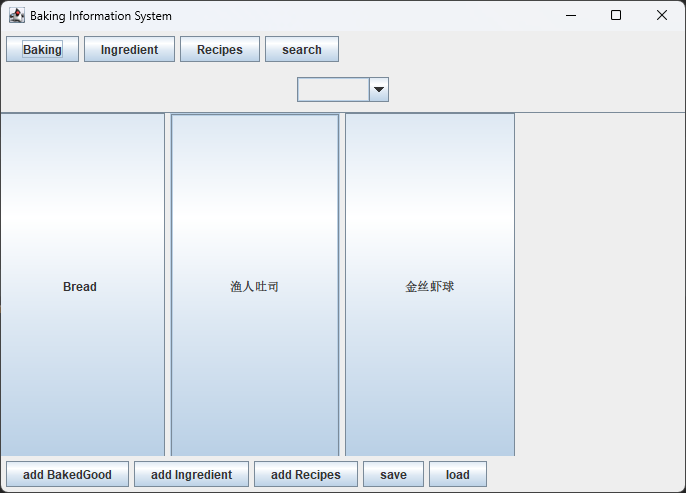 Baking Information System
Baking Ingredient Recipes search
Bread 渔人吐司 金丝虾球
add BakedGood add Ingredient add Recipes save load